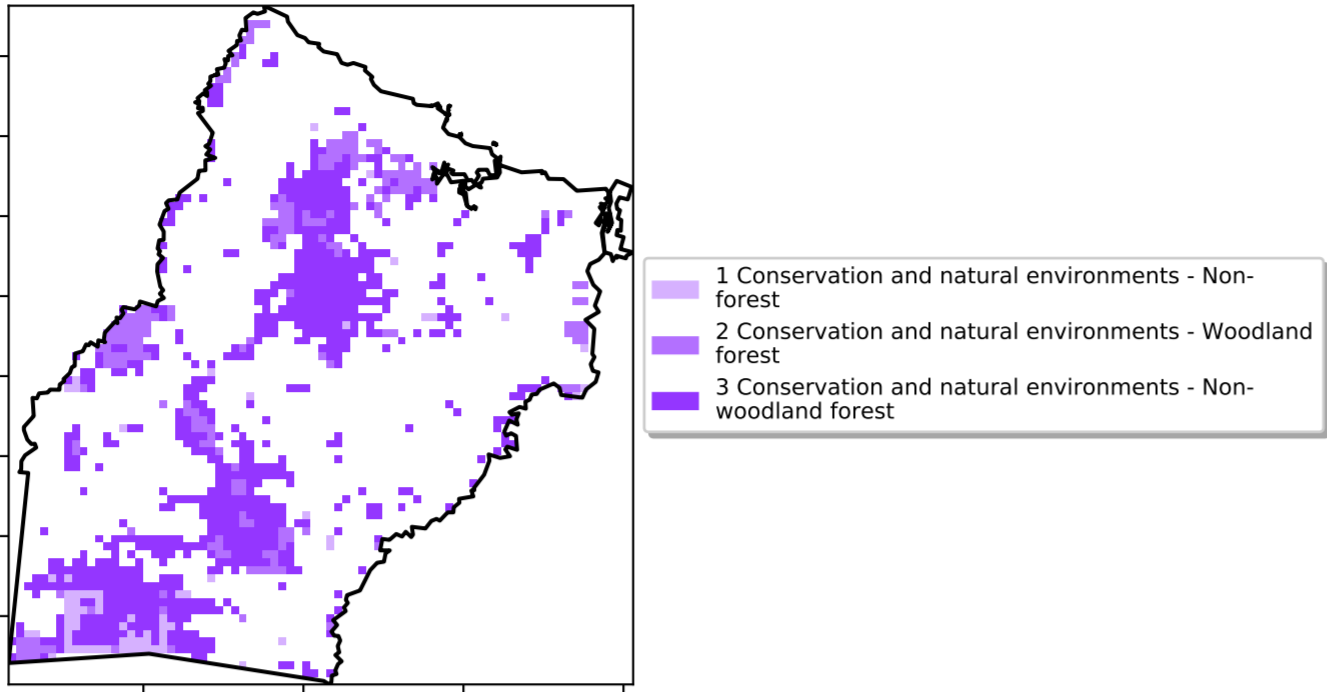 1 Conservation and natural environments - Non-
forest
2 Conservation and natural environments - Woodland
forest
3 Conservation and natural environments - Non-
woodland forest